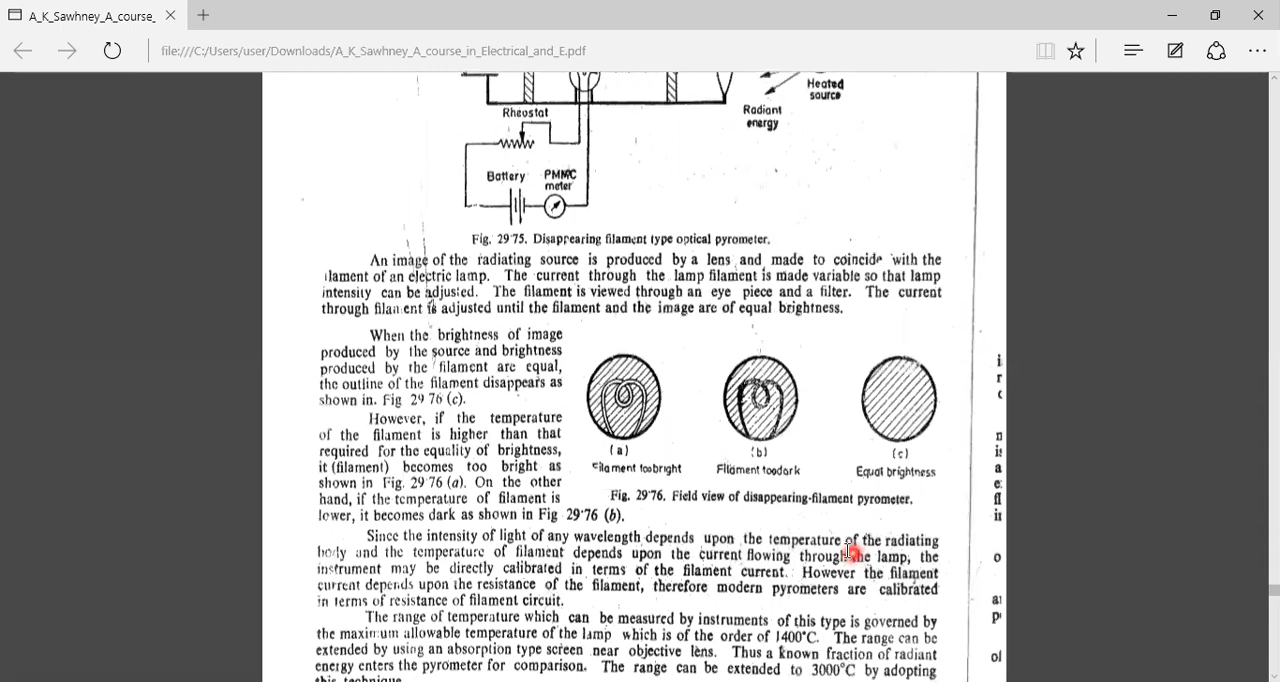 A_K_Sawhney_A_course_
file:///C:/Users/user/Downloads/A_K_Sawhney_A_course_in_Electrical_and_E.pdf
Heated
source
Radiant
energy
Rheostat
Battery
PMMC
meter
Fig. 29·75. Disaprearing filament type optical pyrometer.
An image of the radiating source is produced by a lens and made to coincide with the
ilament of an electric lamp. The current through the lamp filament is made variable so that lamp
intensity can be adjusted. The filament is viewed through an eye piece and a filter. The current
through filament is adjusted until the filament and the image are of equal brightness.
When the brightness of image
produced by the source and brightness
produced by the filament are equal,
the outline of the filament disappears as
shown in. Fig 29 76 (c).
However, if the temperature
of the filament is higher than that
required for the equality of brightness,
it (filament) becomes too bright as
shown in Fig. 29 76 (a). On the other
hand, if the temperature of filament is
lower, it becomes dark as shown in Fig 29·76 (b).
(a)
Filament too bright
(b)
Filament too dark
(c)
Equal brightness
Fig. 29·76. Field view of disappearing-filament pyrometer.
Since the intensity of light of any wavelength depends upon the temperature of the radiating
body and the temperature of filament depends upon the current flowing through the lamp, the
instrument may be directly calibrated in terms of the filament current. However the filament
current depends upon the resistance of the filament, therefore modern pyrometers are calibrated
in terms of resistance of filament circuit.
The range of temperature which can be measured by instruments of this type is governed by
the maximum allowable temperature of the lamp which is of the order of 1400°C. The range can be
extended by using an absorption type screen near objective lens. Thus a known fraction of radiant
energy enters the pyrometer for comparison. The range can be extended to 3000°C by adopting
this technique